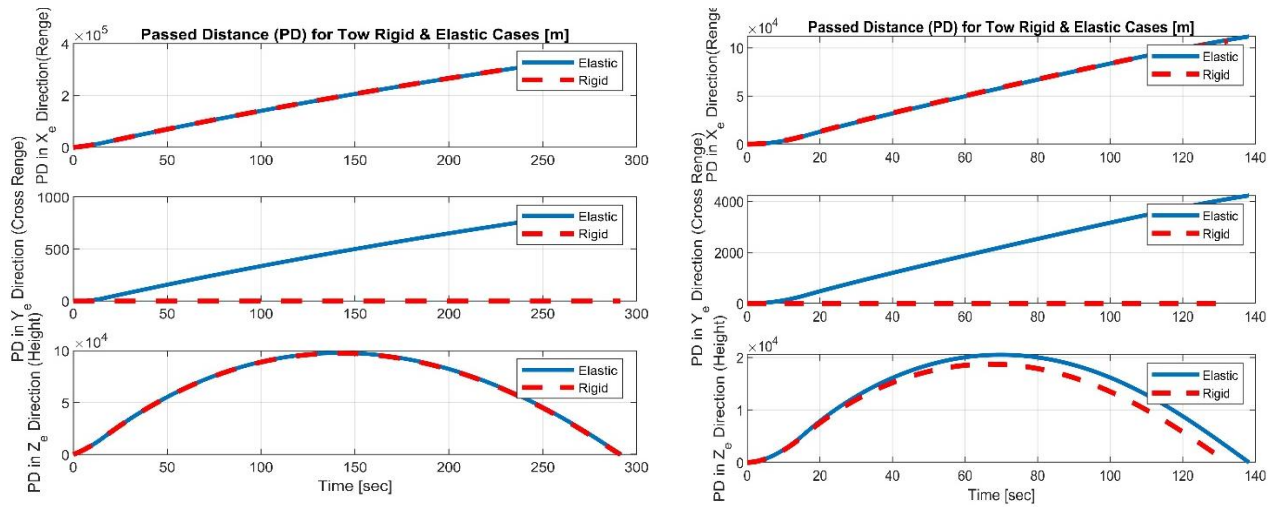 Passed Distance (PD) for Tow Rigid & Elastic Cases [m]
×10^5
4
2
0
0 50 100 150 200 250 300
PD in X_e Direction(Renge)
Elastic
Rigid
1000
500
0
0 50 100 150 200 250 300
PD in Y_e Direction (Cross Range)
Elastic
Rigid
×10^4
10
5
0
0 50 100 150 200 250 300
PD in Z_e Direction (Height)
Elastic
Rigid
Time [sec]
Passed Distance (PD) for Tow Rigid & Elastic Cases [m]
×10^4
10
5
0
0 20 40 60 80 100 120 140
PD in X_e Direction(Renge)
Elastic
Rigid
4000
2000
0
0 20 40 60 80 100 120 140
PD in Y_e Direction (Cross Range)
Elastic
Rigid
×10^4
2
1
0
0 20 40 60 80 100 120 140
PD in Z_e Direction (Height)
Elastic
Rigid
Time [sec]